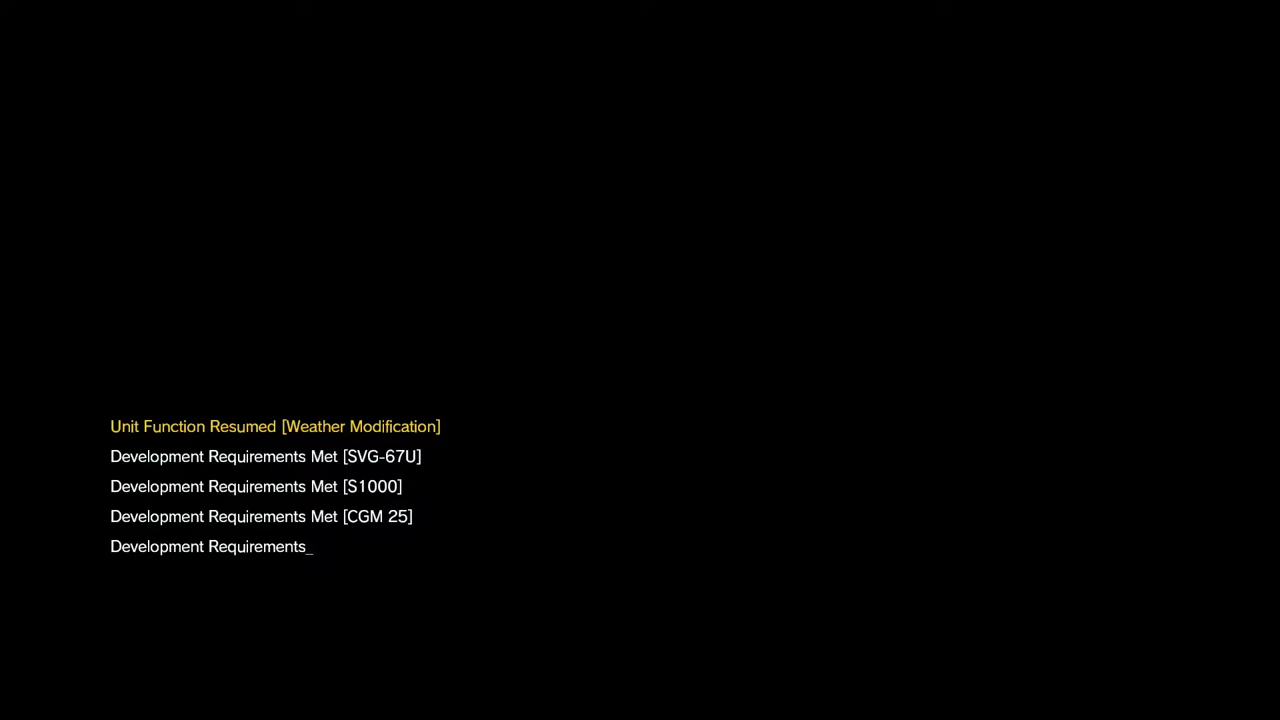 Unit Function Resumed [Weather Modification]
Development Requirements Met [SVG-67U]
Development Requirements Met [S1000]
Development Requirements Met [CGM 25]
Development Requirements_